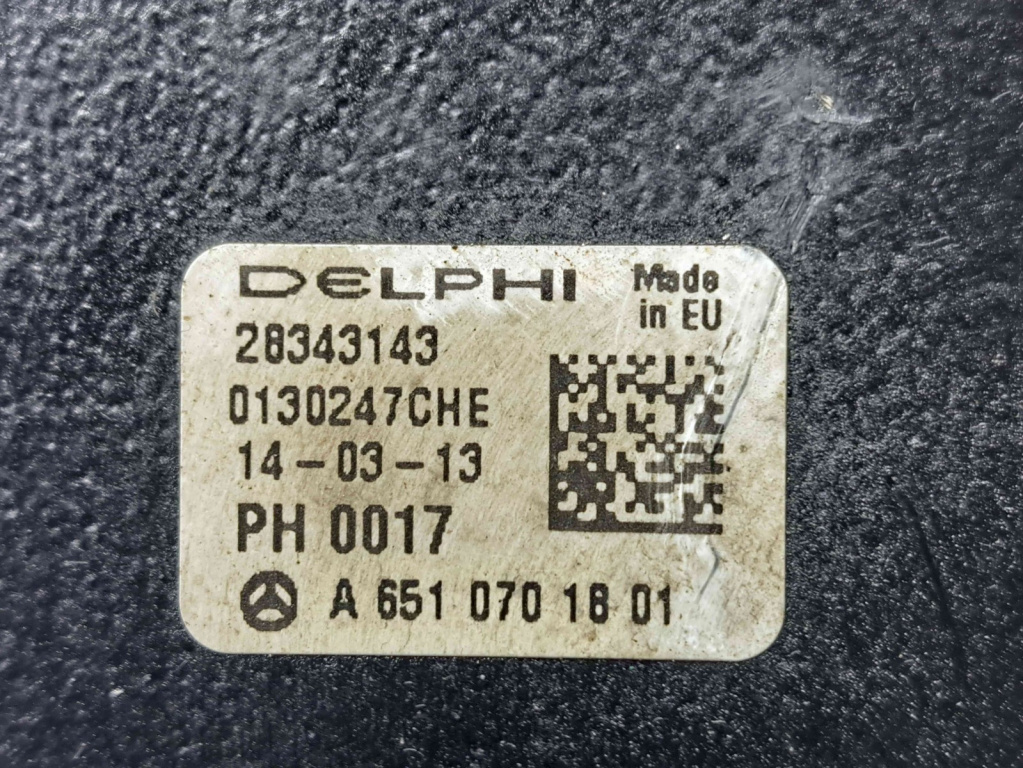 DELPHI
Made
in EU
28343143
0130247CHE
14-03-13
PH 0017
A 651 070 18 01